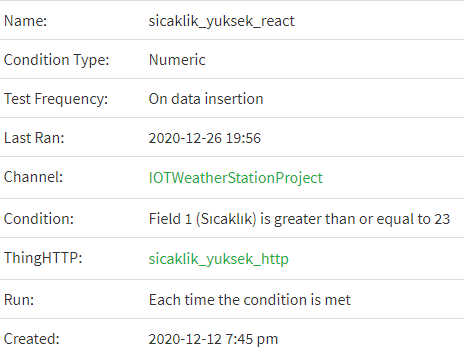 Name: sicaklik_yuksek_react
Condition Type: Numeric
Test Frequency: On data insertion
Last Ran: 2020-12-26 19:56
Channel: IOTWeatherStationProject
Condition: Field 1 (Sıcaklık) is greater than or equal to 23
ThingHTTP: sicaklik_yuksek_http
Run: Each time the condition is met
Created: 2020-12-12 7:45 pm